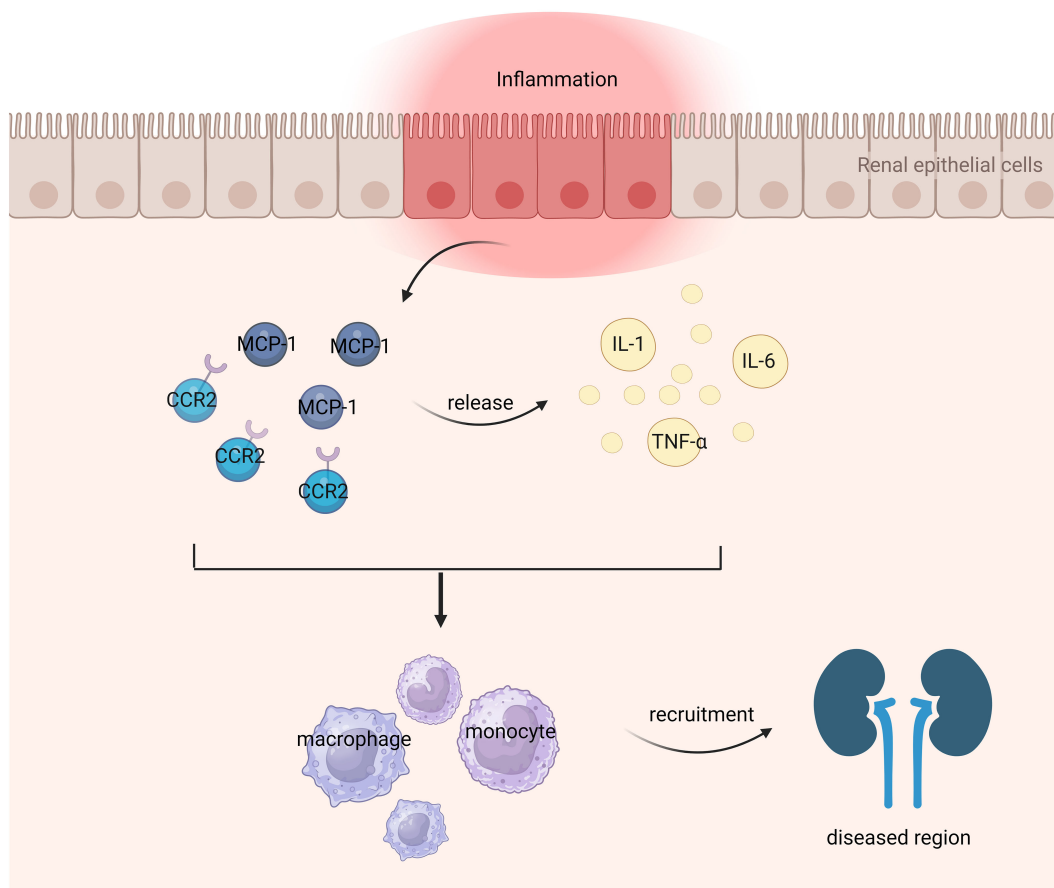 Inflammation
Renal epithelial cells
MCP-1
MCP-1
IL-1
IL-6
CCR2
MCP-1
release
TNF-α
CCR2
CCR2
recruitment
macrophage
monocyte
diseased region